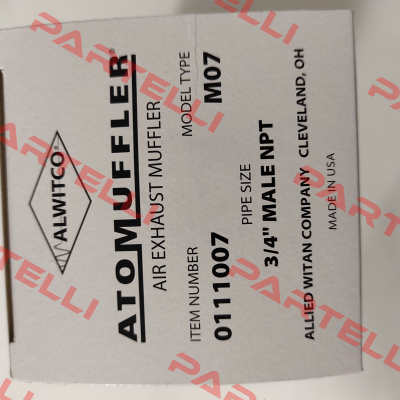 ALWITCO®
ATOMUFFLER®
AIR EXHAUST MUFFLER
ITEM NUMBER MODEL TYPE
0111007 M07
PIPE SIZE
3/4" MALE NPT
ALLIED WITAN COMPANY CLEVELAND, OH
MADE IN USA
PARTELLI
PARTELLI
PARTELLI
PARTELLI